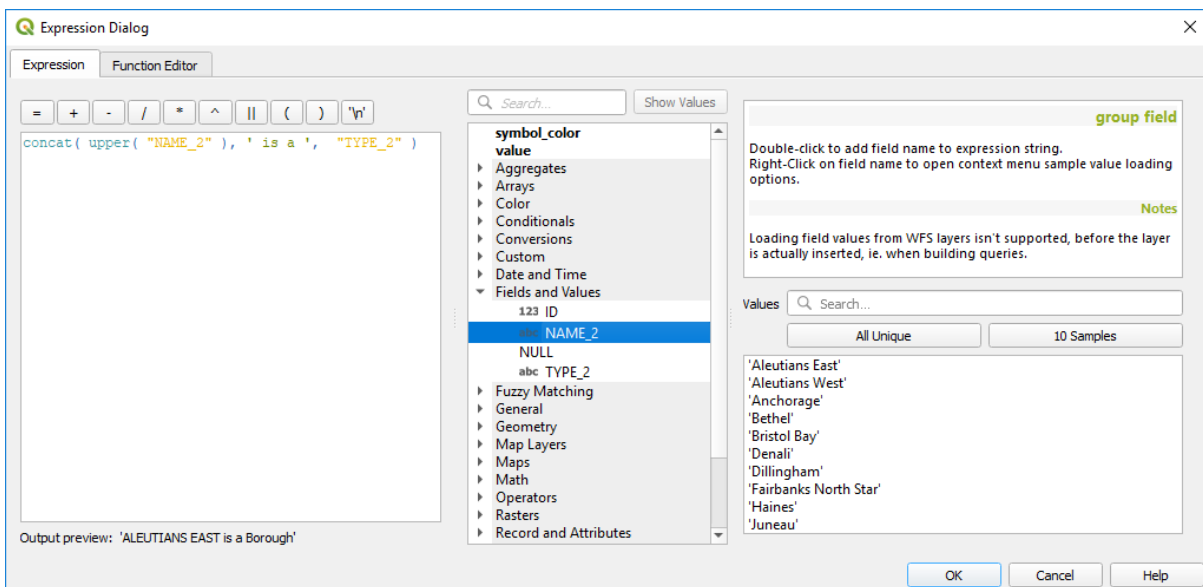 Expression Dialog
Expression
Function Editor
= + - / * ^ || ( ) '\n'
concat( upper( "NAME_2" ), ' is a ',  "TYPE_2" )
Output preview: 'ALEUTIANS EAST is a Borough'
Search...
Show Values
symbol_color
value
Aggregates
Arrays
Color
Conditionals
Conversions
Custom
Date and Time
Fields and Values
123 ID
abc NAME_2
NULL
abc TYPE_2
Fuzzy Matching
General
Geometry
Map Layers
Maps
Math
Operators
Rasters
Record and Attributes
group field
Double-click to add field name to expression string.
Right-Click on field name to open context menu sample value loading
options.
Notes
Loading field values from WFS layers isn't supported, before the layer
is actually inserted, ie. when building queries.
Values
Search...
All Unique
10 Samples
'Aleutians East'
'Aleutians West'
'Anchorage'
'Bethel'
'Bristol Bay'
'Denali'
'Dillingham'
'Fairbanks North Star'
'Haines'
'Juneau'
OK
Cancel
Help